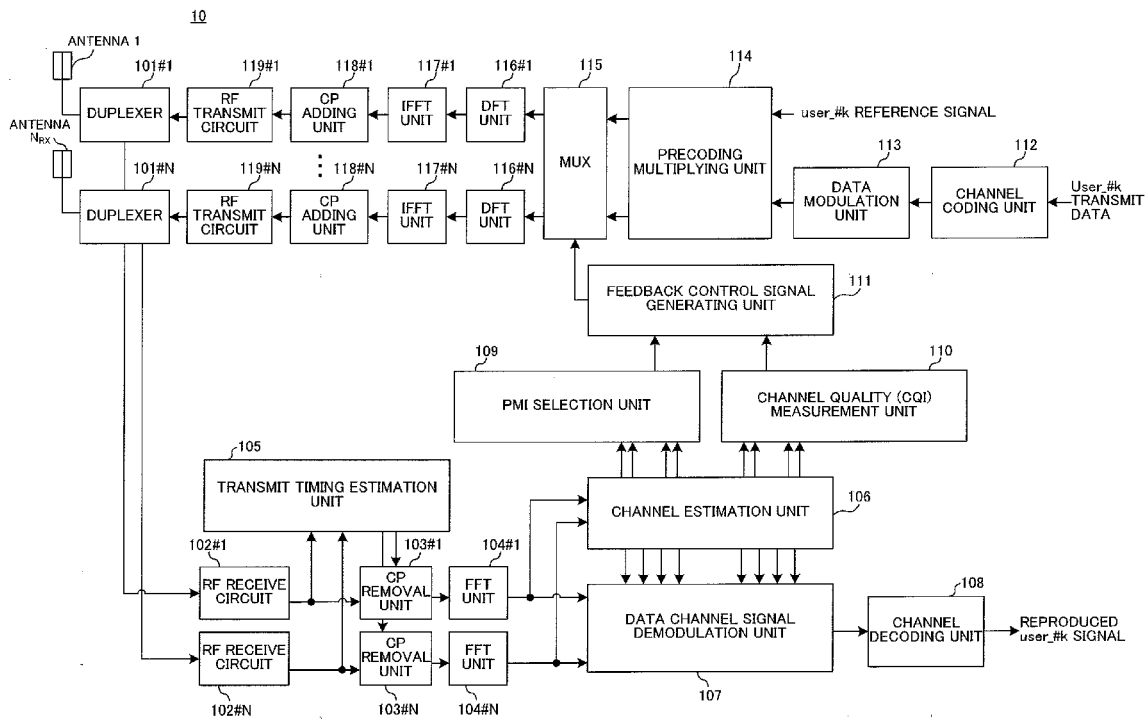 10
ANTENNA 1
101#1
119#1
118#1
117#1
116#1
115
114
DUPLEXER
RF
TRANSMIT
CIRCUIT
CP
ADDING
UNIT
IFFT
UNIT
DFT
UNIT
MUX
PRECODING
MULTIPLYING UNIT
user_#k REFERENCE SIGNAL
ANTENNA
NRX
101#N
119#N
118#N
117#N
116#N
113
112
DUPLEXER
RF
TRANSMIT
CIRCUIT
CP
ADDING
UNIT
IFFT
UNIT
DFT
UNIT
DATA
MODULATION
UNIT
CHANNEL
CODING UNIT
User_#k
TRANSMIT
DATA
FEEDBACK CONTROL SIGNAL
GENERATING UNIT
111
109
110
PMI SELECTION UNIT
CHANNEL QUALITY (CQI)
MEASUREMENT UNIT
105
TRANSMIT TIMING ESTIMATION
UNIT
CHANNEL ESTIMATION UNIT
106
102#1
103#1
104#1
RF RECEIVE
CIRCUIT
CP
REMOVAL
UNIT
FFT
UNIT
DATA CHANNEL SIGNAL
DEMODULATION UNIT
108
CHANNEL
DECODING UNIT
REPRODUCED
user_#k SIGNAL
RF RECEIVE
CIRCUIT
CP
REMOVAL
UNIT
FFT
UNIT
102#N
103#N
104#N
107